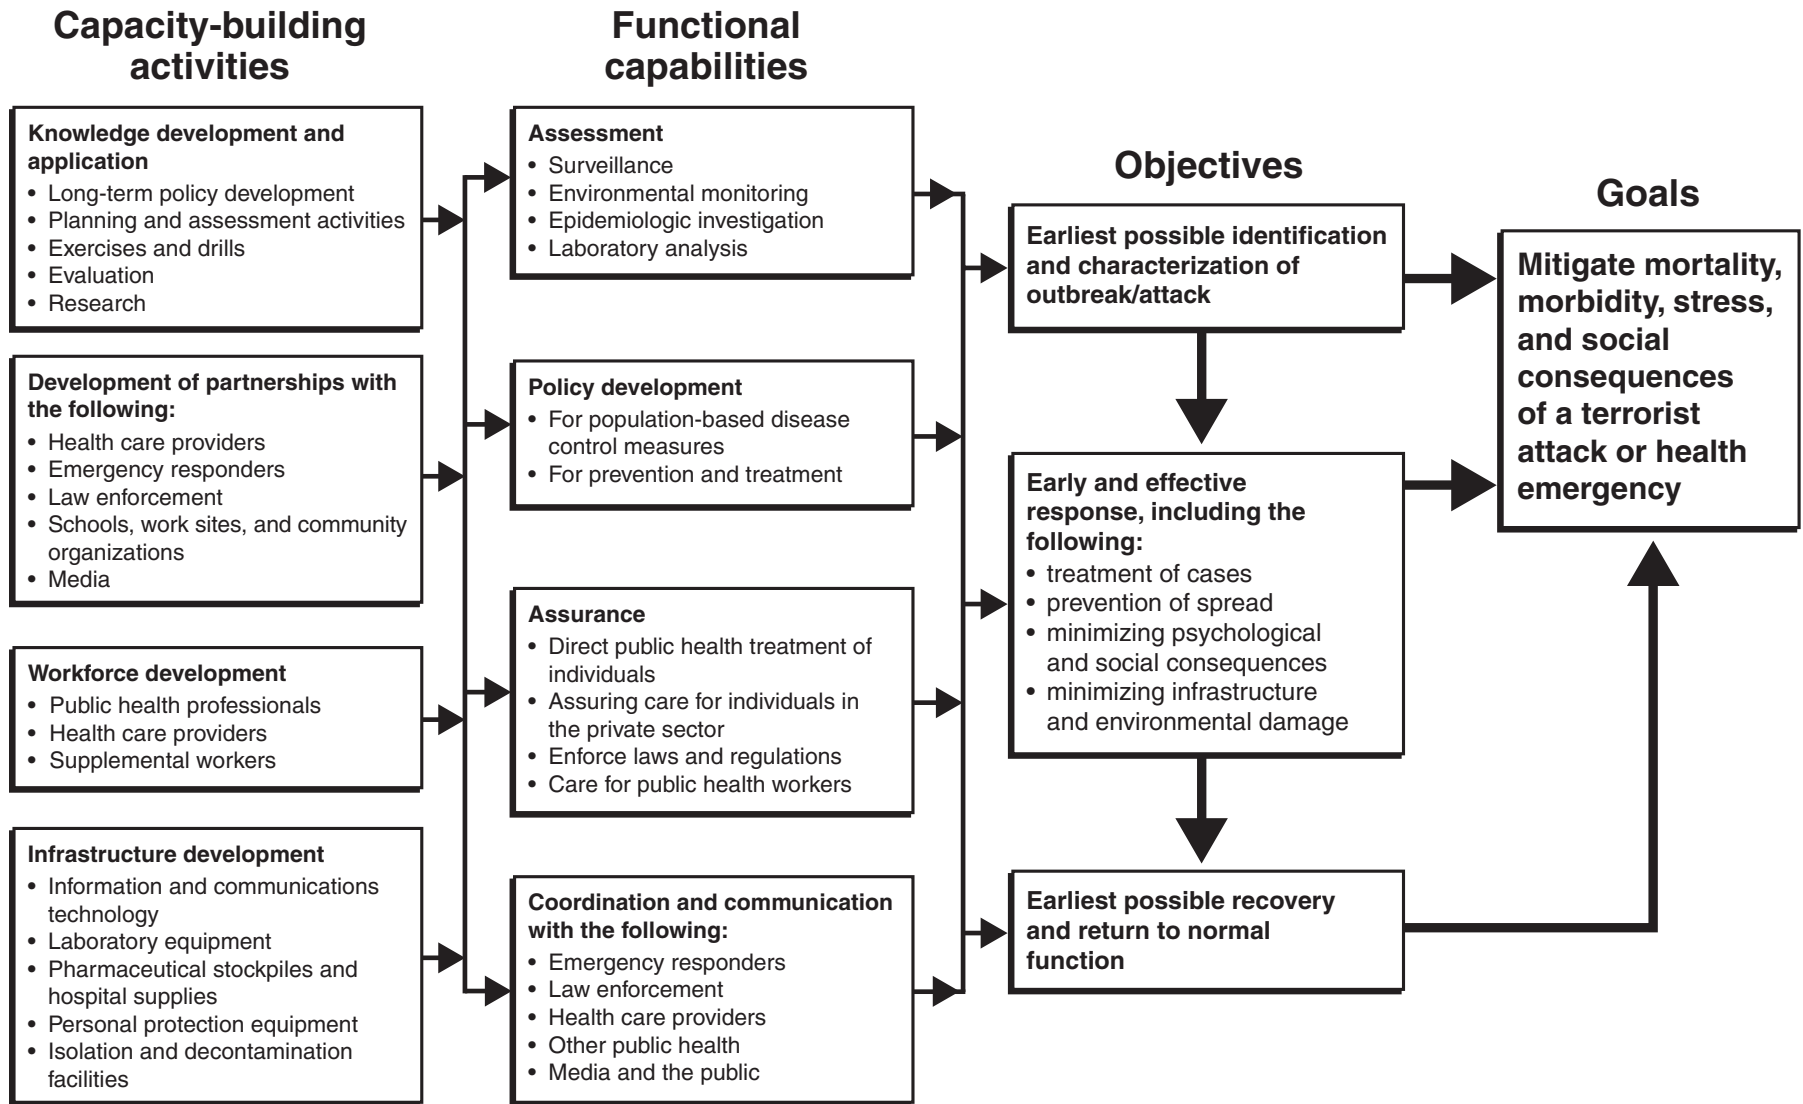 Capacity-building
activities
Knowledge development and
application
• Long-term policy development
• Planning and assessment activities
• Exercises and drills
• Evaluation
• Research
Development of partnerships with
the following:
• Health care providers
• Emergency responders
• Law enforcement
• Schools, work sites, and community
organizations
• Media
Workforce development
• Public health professionals
• Health care providers
• Supplemental workers
Infrastructure development
• Information and communications
technology
• Laboratory equipment
• Pharmaceutical stockpiles and
hospital supplies
• Personal protection equipment
• Isolation and decontamination
facilities
Functional
capabilities
Assessment
• Surveillance
• Environmental monitoring
• Epidemiologic investigation
• Laboratory analysis
Policy development
• For population-based disease
control measures
• For prevention and treatment
Assurance
• Direct public health treatment of
individuals
• Assuring care for individuals in
the private sector
• Enforce laws and regulations
• Care for public health workers
Coordination and communication
with the following:
• Emergency responders
• Law enforcement
• Health care providers
• Other public health
• Media and the public
Objectives
Earliest possible identification
and characterization of
outbreak/attack
Early and effective
response, including the
following:
• treatment of cases
• prevention of spread
• minimizing psychological
and social consequences
• minimizing infrastructure
and environmental damage
Earliest possible recovery
and return to normal
function
Goals
Mitigate mortality,
morbidity, stress,
and social
consequences
of a terrorist
attack or health
emergency